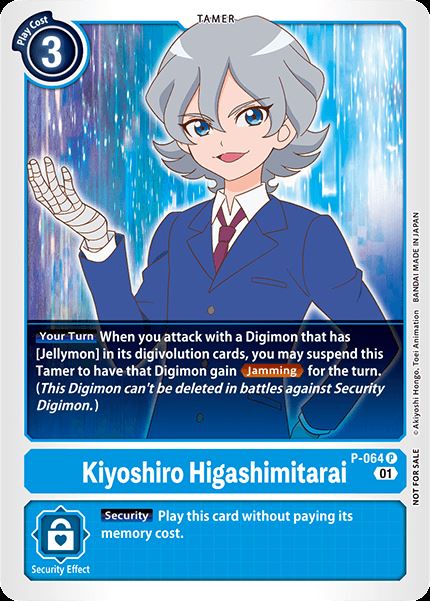 Play Cost
3
TAMER
Your Turn When you attack with a Digimon that has
[Jellymon] in its digivolution cards, you may suspend this
Tamer to have that Digimon gain Jamming for the turn.
(This Digimon can't be deleted in battles against Security
Digimon.)
©Akiyoshi Hongo, Toei Animation BANDAI MADE IN JAPAN
P-064 P
Kiyoshiro Higashimitarai
01
NOT FOR SALE
Security Play this card without paying its
memory cost.
Security Effect